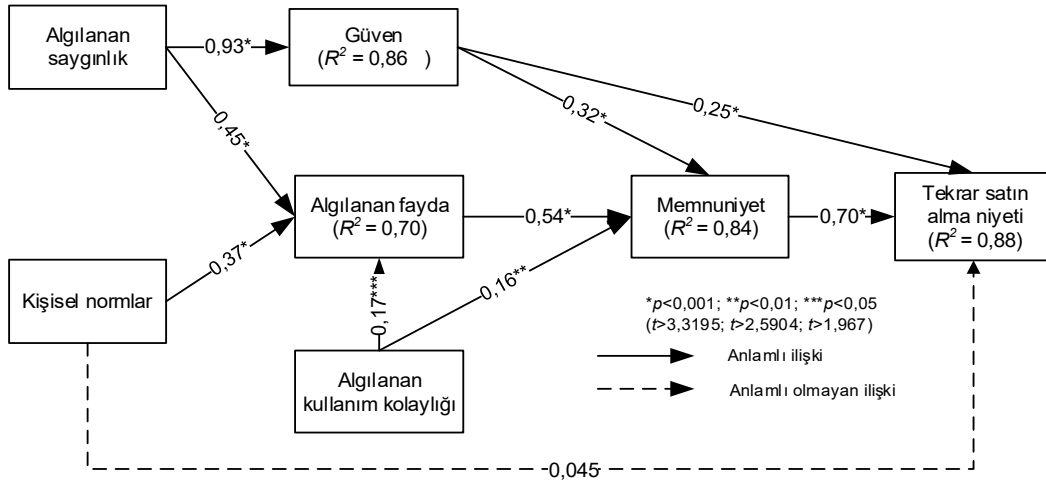 Algılanan
saygınlık
0,93*
Güven
(R² = 0,86 )
0,45*
0,32*
0,25*
Algılanan fayda
(R² = 0,70)
0,54*
Memnuniyet
(R² = 0,84)
0,70*
Tekrar satın
alma niyeti
(R² = 0,88)
Kişisel normlar
0,37*
0,17***
0,16**
Algılanan
kullanım kolaylığı
*p<0,001; **p<0,01; ***p<0,05
(t>3,3195; t>2,5904; t>1,967)
Anlamlı ilişki
Anlamlı olmayan ilişki
0,045